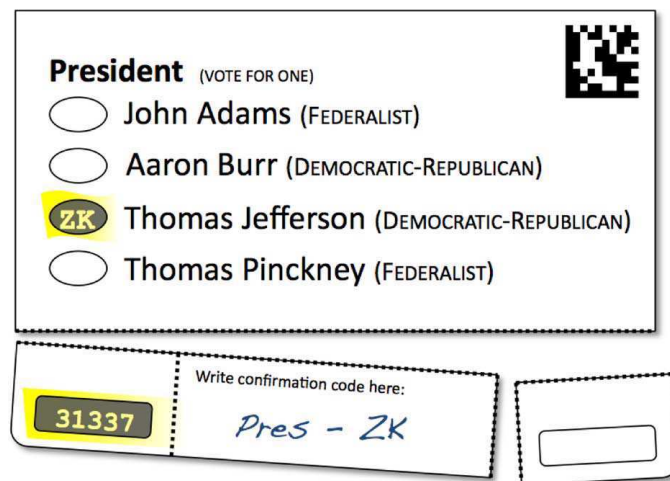 President (VOTE FOR ONE)
John Adams (FEDERALIST)
Aaron Burr (DEMOCRATIC-REPUBLICAN)
ZK Thomas Jefferson (DEMOCRATIC-REPUBLICAN)
Thomas Pinckney (FEDERALIST)
Write confirmation code here:
31337
Pres - ZK